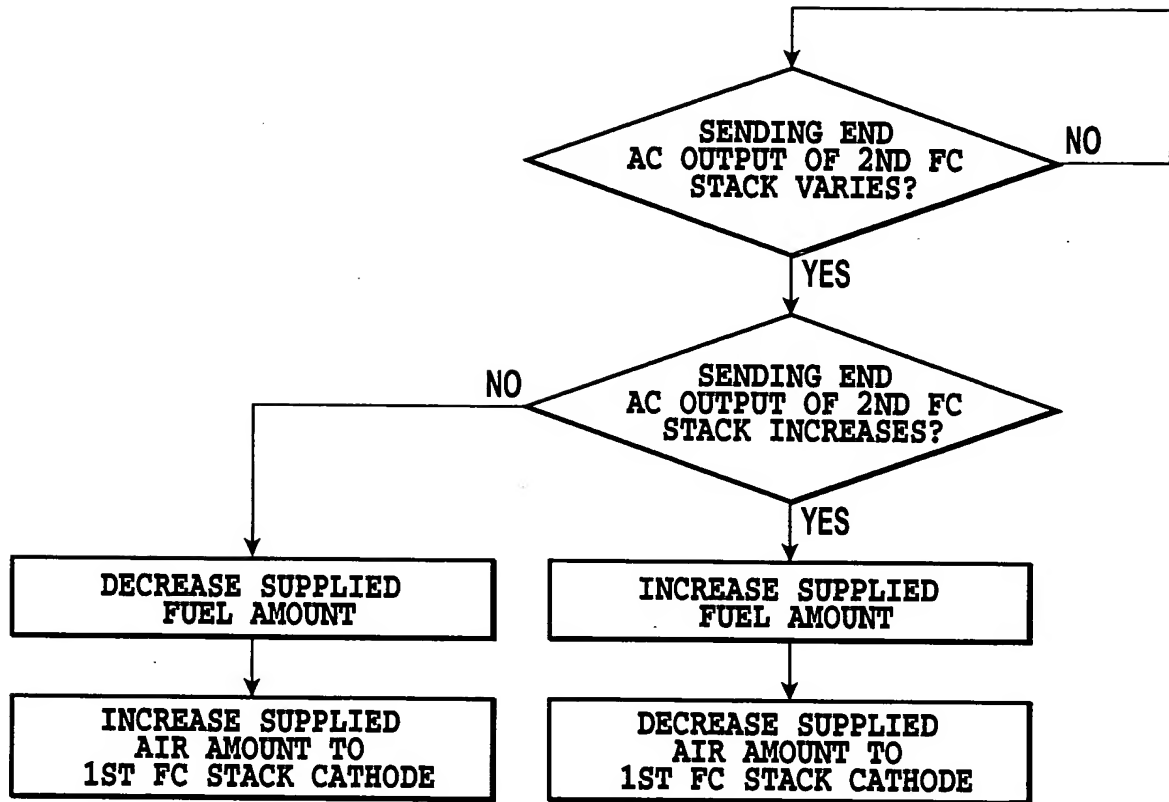 SENDING END
AC OUTPUT OF 2ND FC
STACK VARIES?
NO
YES
SENDING END
AC OUTPUT OF 2ND FC
STACK INCREASES?
NO
YES
DECREASE SUPPLIED
FUEL AMOUNT
INCREASE SUPPLIED
FUEL AMOUNT
INCREASE SUPPLIED
AIR AMOUNT TO
1ST FC STACK CATHODE
DECREASE SUPPLIED
AIR AMOUNT TO
1ST FC STACK CATHODE